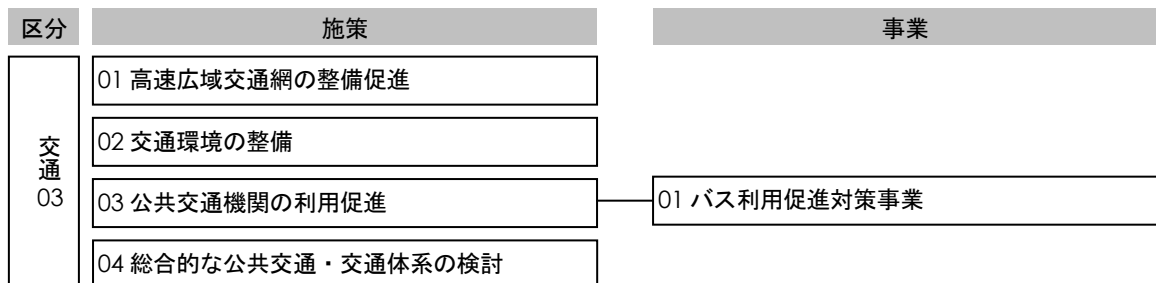 区分 施策 事業
交通 03
01 高速広域交通網の整備促進
02 交通環境の整備
03 公共交通機関の利用促進 01 バス利用促進対策事業
04 総合的な公共交通・交通体系の検討